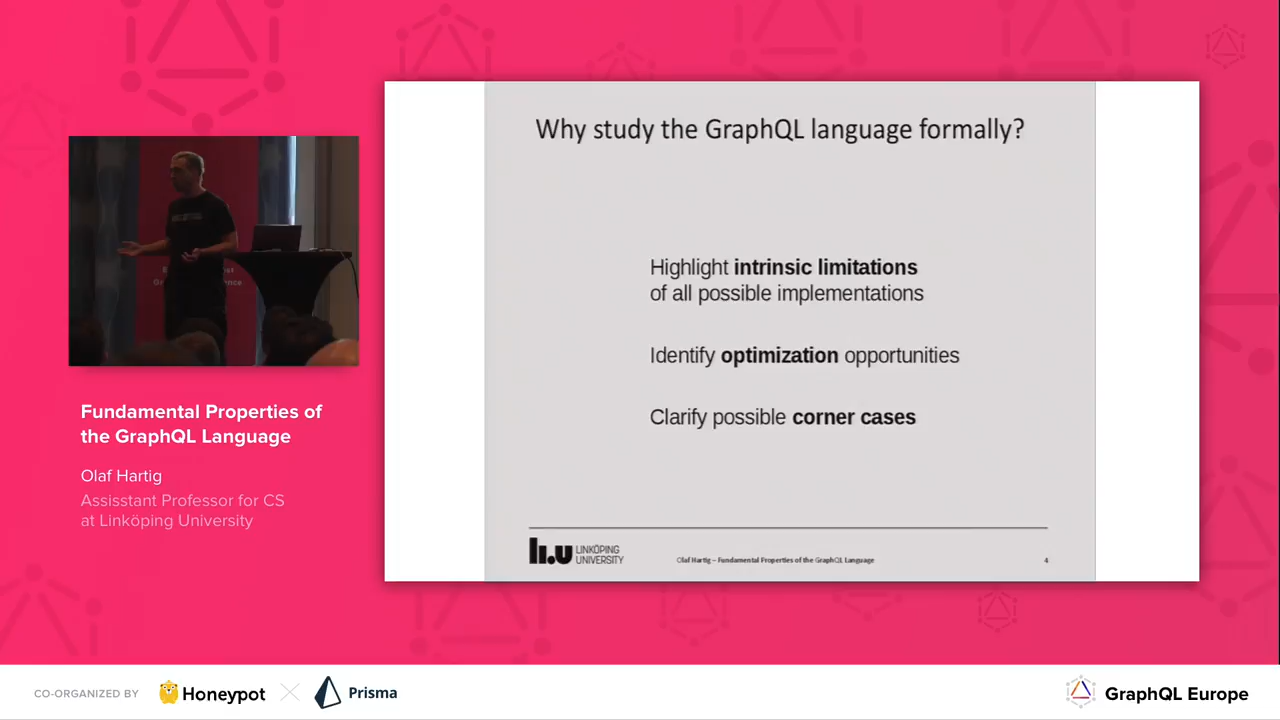 Fundamental Properties of
the GraphQL Language
Olaf Hartig
Assisstant Professor for CS
at Linköping University
Why study the GraphQL language formally?
Highlight intrinsic limitations
of all possible implementations
Identify optimization opportunities
Clarify possible corner cases
li.u LINKÖPING
UNIVERSITY
Olaf Hartig – Fundamental Properties of the GraphQL Language
4
CO-ORGANIZED BY
Honeypot
Prisma
GraphQL Europe